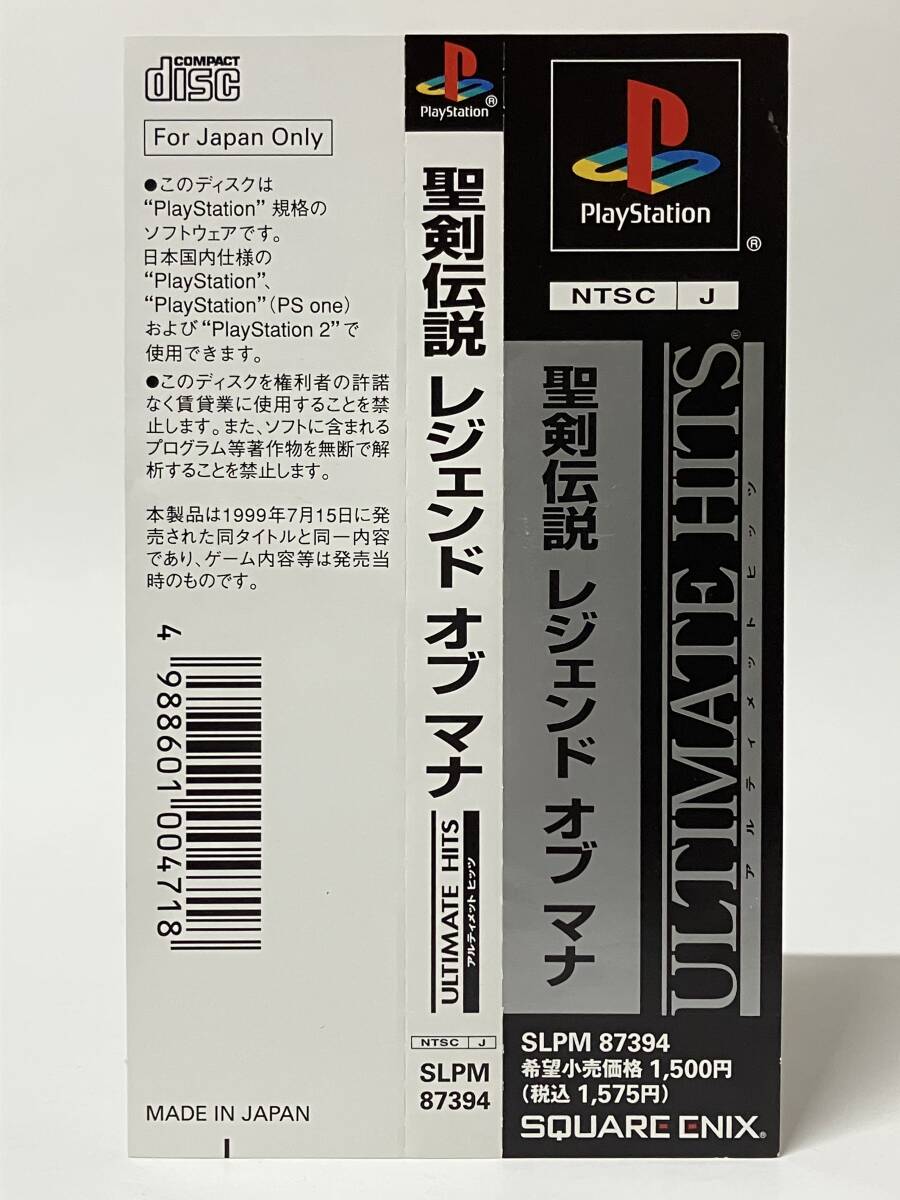 COMPACT
disc
For Japan Only
●このディスクは
“PlayStation” 規格の
ソフトウェアです。
日本国内仕様の
“PlayStation”、
“PlayStation”（PS one）
および“PlayStation 2”で
使用できます。
●このディスクを権利者の許諾
なく賃貸業に使用することを禁
止します。また、ソフトに含まれる
プログラム等著作物を無断で解
析することを禁止します。
本製品は1999年7月15日に発
売された同タイトルと同一内容
であり、ゲーム内容等は発売当
時のものです。
4 988601 004718
MADE IN JAPAN
PlayStation®
聖剣伝説 レジェンド オブ マナ
ULTIMATE HITS
アルティメット ヒッツ
NTSC J
SLPM
87394
PlayStation
®
NTSC J
聖剣伝説 レジェンド オブ マナ
ULTIMATE HITS®
アルティメットヒッツ
SLPM 87394
希望小売価格 1,500円
（税込 1,575円）
SQUARE ENIX®